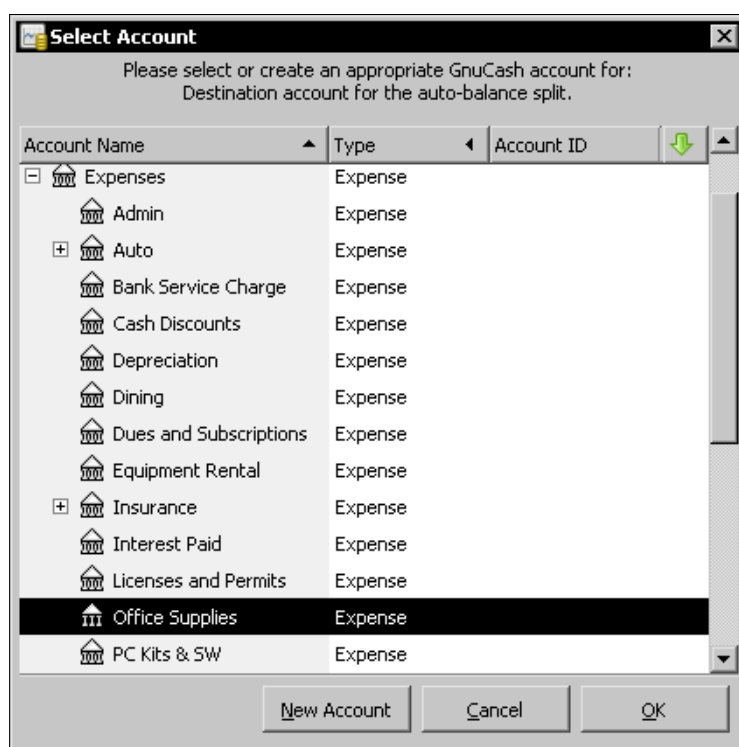 Select Account
Please select or create an appropriate GnuCash account for:
Destination account for the auto-balance split.
Account Name Type Account ID
Expenses Expense
Admin Expense
Auto Expense
Bank Service Charge Expense
Cash Discounts Expense
Depreciation Expense
Dining Expense
Dues and Subscriptions Expense
Equipment Rental Expense
Insurance Expense
Interest Paid Expense
Licenses and Permits Expense
Office Supplies Expense
PC Kits & SW Expense
New Account Cancel OK